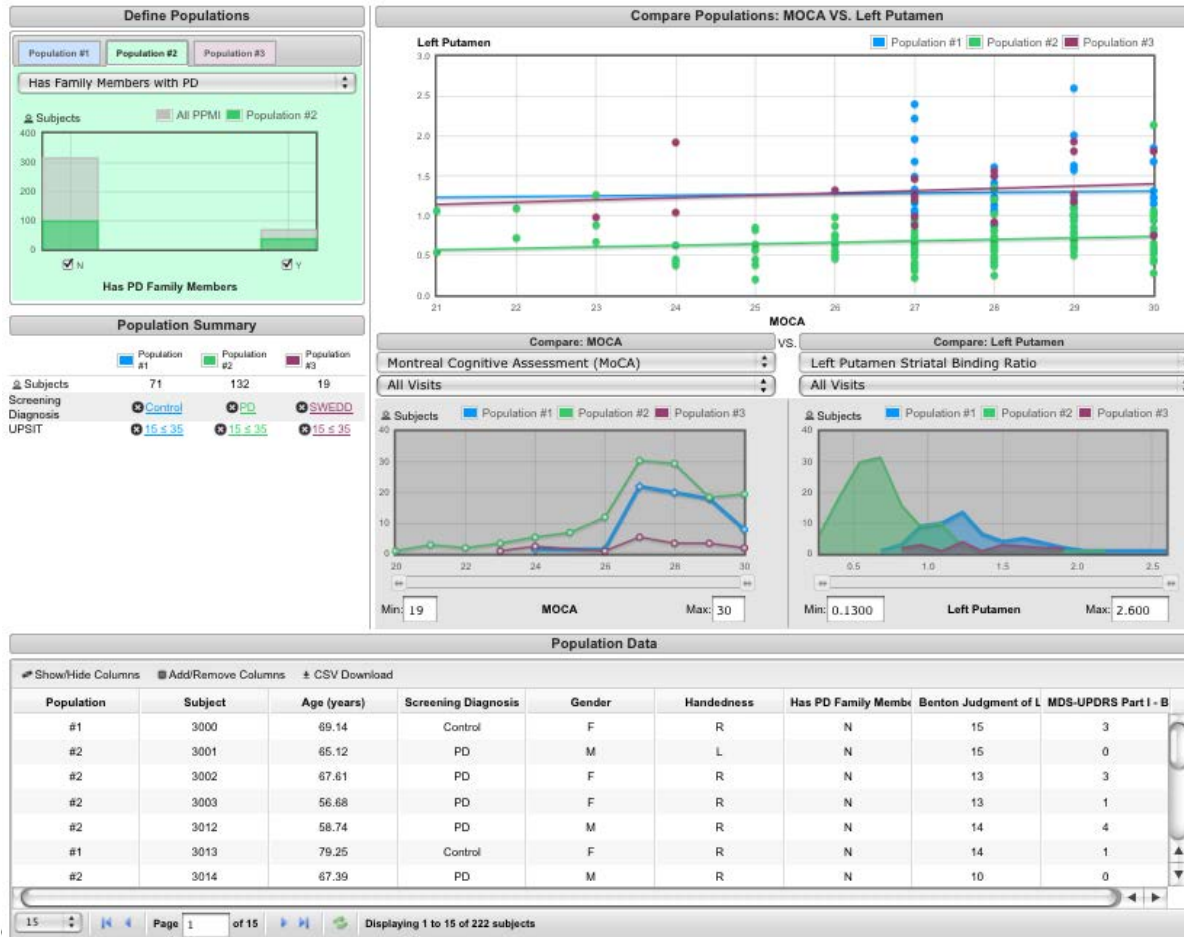 Define Populations
Population #1 Population #2 Population #3
Has Family Members with PD
Subjects All PPMI Population #2
400
300
200
100
0
N Y
Has PD Family Members
Population Summary
Population #1 Population #2 Population #3
Subjects 71 132 19
Screening Diagnosis Control PD SWEDD
UPSIT 15 ≤ 35 15 ≤ 35 15 ≤ 35
Compare Populations: MOCA VS. Left Putamen
Left Putamen Population #1 Population #2 Population #3
3.0
2.5
2.0
1.5
1.0
0.5
0.0
21 22 23 24 25 26 27 28 29 30
MOCA
Compare: MOCA VS. Compare: Left Putamen
Montreal Cognitive Assessment (MoCA)
All Visits
Subjects Population #1 Population #2 Population #3
40
30
20
10
0
20 22 24 26 28 30
Min: 19 MOCA Max: 30
Left Putamen Striatal Binding Ratio
All Visits
Subjects Population #1 Population #2 Population #3
40
30
20
10
0
0.5 1.0 1.5 2.0 2.5
Min: 0.1300 Left Putamen Max: 2.600
Population Data
Show/Hide Columns Add/Remove Columns CSV Download
Population Subject Age (years) Screening Diagnosis Gender Handedness Has PD Family Membe Benton Judgment of L MDS-UPDRS Part I - B
#1 3000 69.14 Control F R N 15 3
#2 3001 65.12 PD M L N 15 0
#2 3002 67.61 PD F R N 13 3
#2 3003 56.68 PD F R N 13 1
#2 3012 58.74 PD M R N 14 4
#1 3013 79.25 Control F R N 14 1
#2 3014 67.39 PD M R N 10 0
15 Page 1 of 15 Displaying 1 to 15 of 222 subjects